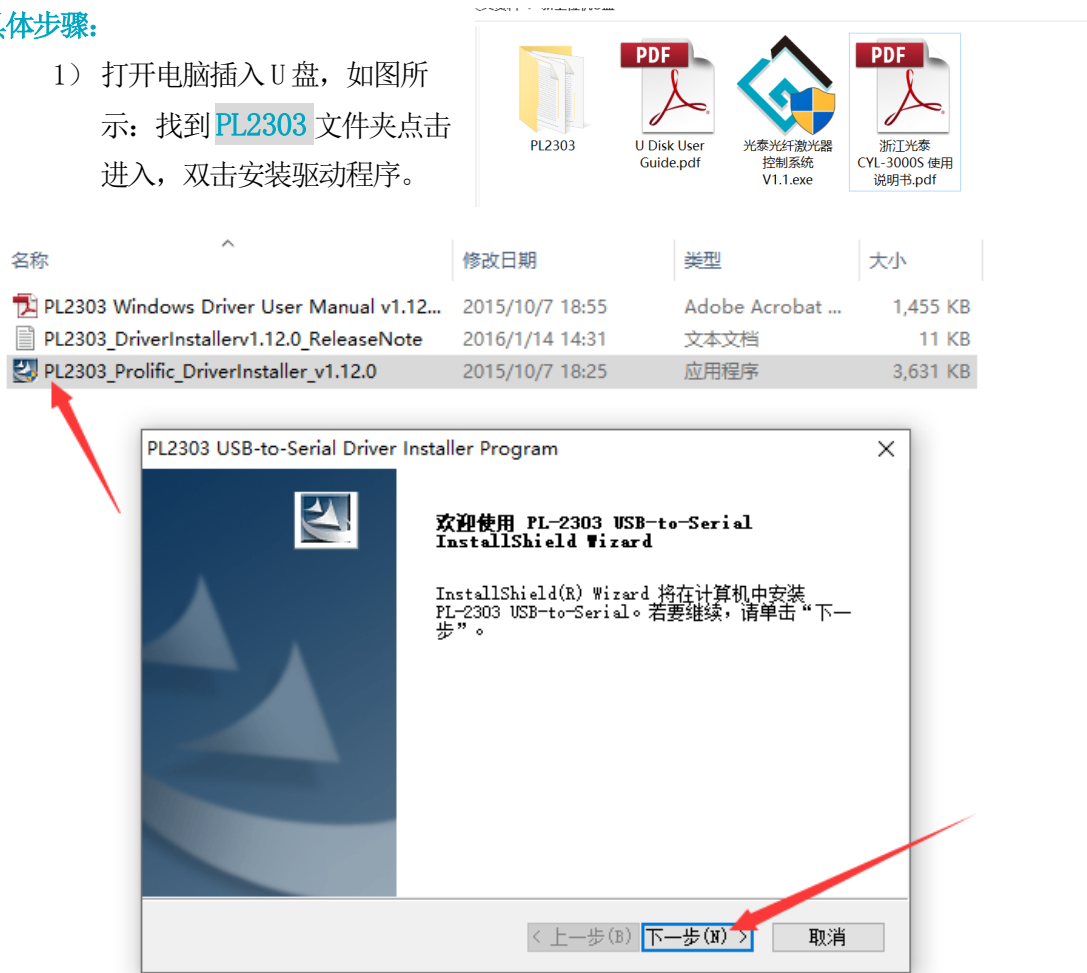 体步骤：
1） 打开电脑插入 U 盘，如图所
示：找到 PL2303 文件夹点击
进入，双击安装驱动程序。
PDF
PDF
PL2303
U Disk User
Guide.pdf
光泰光纤激光器
控制系统
V1.1.exe
浙江光泰
CYL-3000S 使用
说明书.pdf
名称 修改日期 类型 大小
PL2303 Windows Driver User Manual v1.12... 2015/10/7 18:55 Adobe Acrobat ... 1,455 KB
PL2303_DriverInstallerv1.12.0_ReleaseNote 2016/1/14 14:31 文本文档 11 KB
PL2303_Prolific_DriverInstaller_v1.12.0 2015/10/7 18:25 应用程序 3,631 KB
PL2303 USB-to-Serial Driver Installer Program
欢迎使用 PL-2303 USB-to-Serial
InstallShield Wizard
InstallShield(R) Wizard 将在计算机中安装
PL-2303 USB-to-Serial。若要继续，请单击“下一
步”。
< 上一步(B) 下一步(N) > 取消